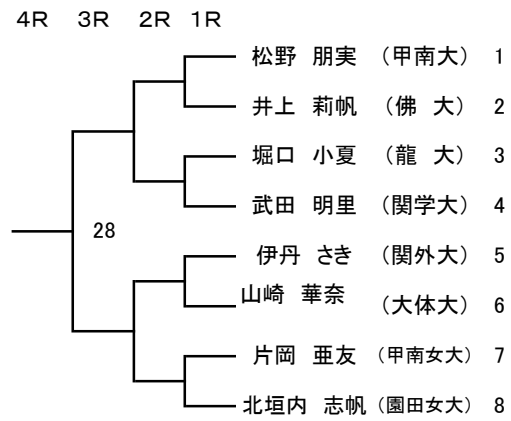 ４Ｒ ３Ｒ ２Ｒ １Ｒ
松野 朋実 （甲南大） 1
井上 莉帆 （佛 大） 2
堀口 小夏 （龍 大） 3
武田 明里 （関学大） 4
28
伊丹 さき （関外大） 5
山崎 華奈 （大体大） 6
片岡 亜友 （甲南女大） 7
北垣内 志帆 （園田女大） 8